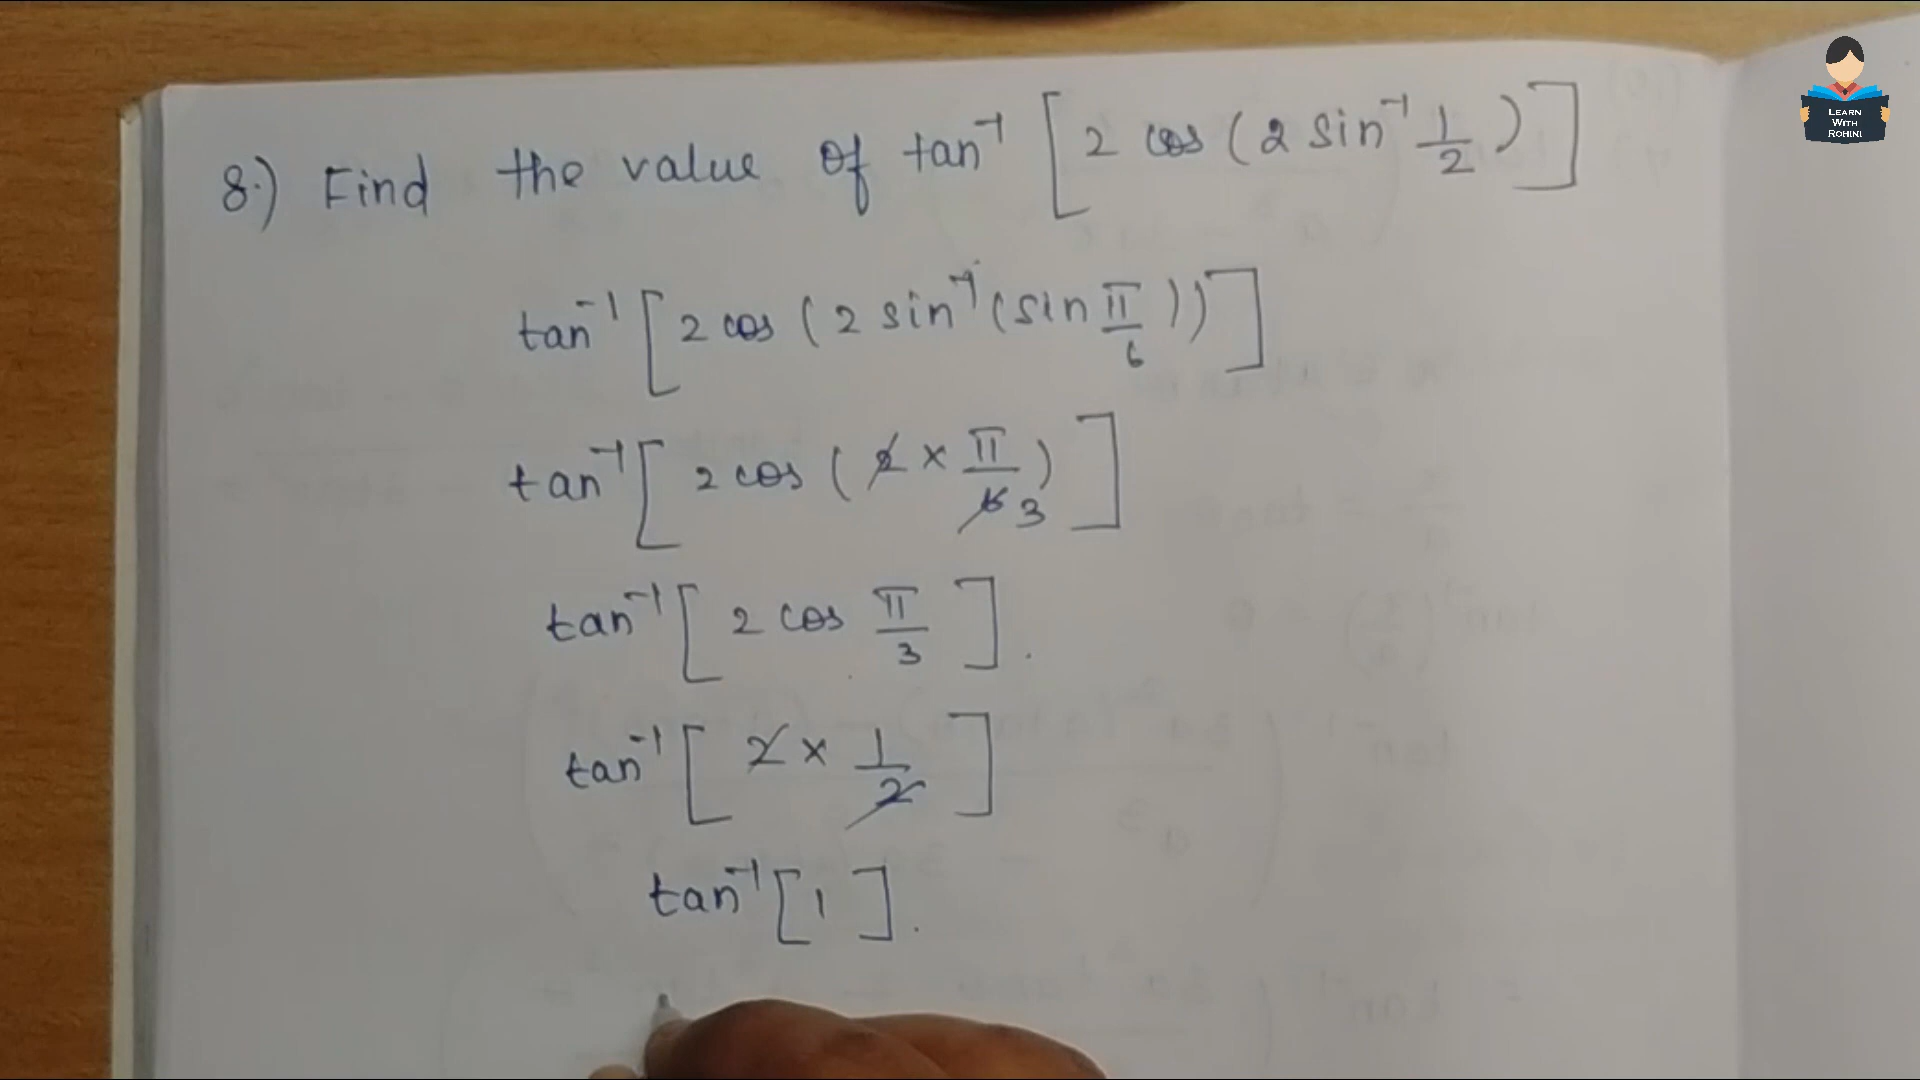 8.) Find the value of tan⁻¹ [ 2 cos (2 sin⁻¹ 1/2 ) ]
tan⁻¹ [ 2 cos ( 2 sin⁻¹ (sin π/6 )) ]
tan⁻¹ [ 2 cos ( 2 × π/6 3 ) ]
tan⁻¹ [ 2 cos π/3 ].
tan⁻¹ [ 2 × 1/2 ]
tan⁻¹ [ 1 ].
LEARN
WITH
ROHINI